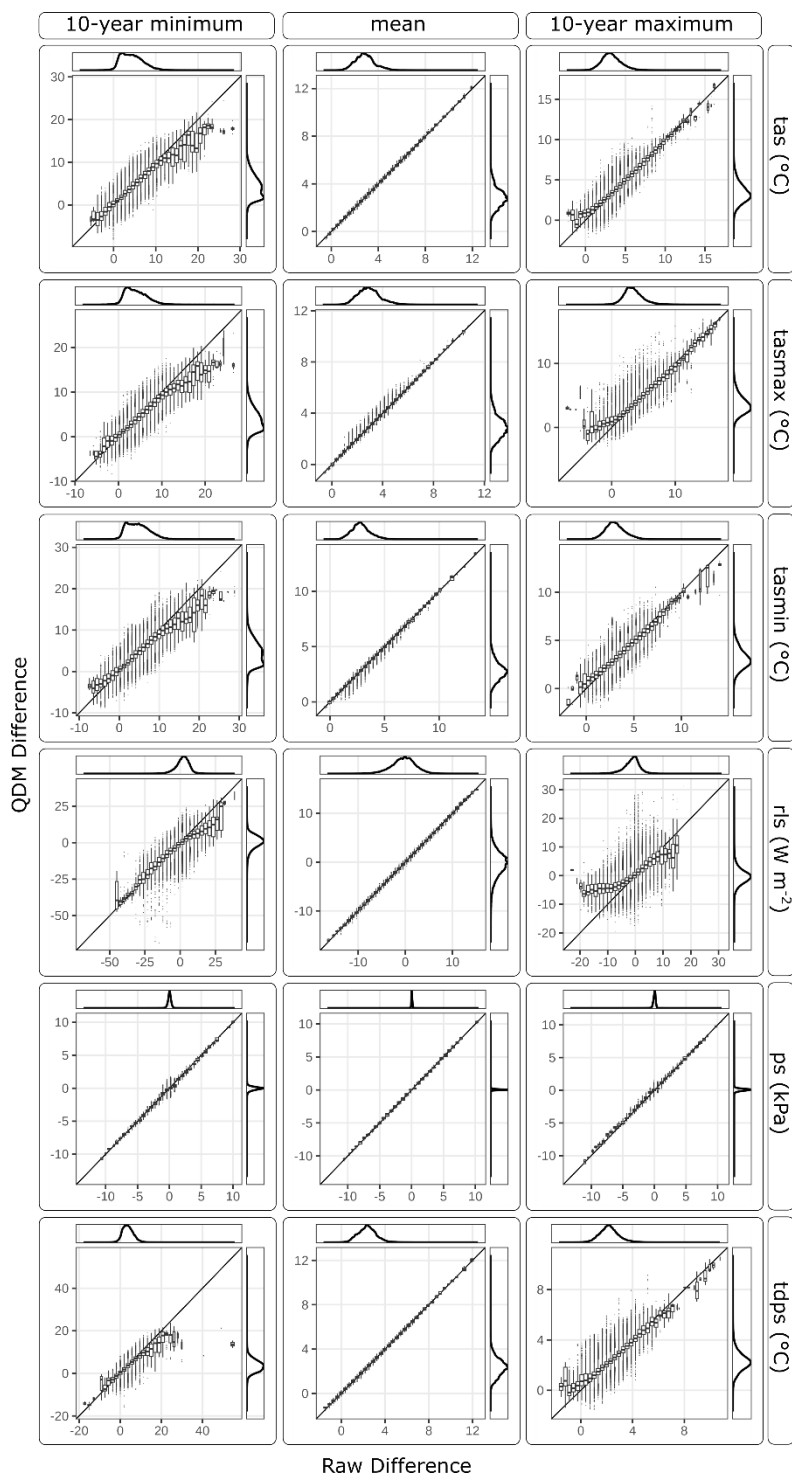 10-year minimum mean 10-year maximum
30
20
10
0
0 10 20 30
12
8
4
0
0 4 8 12
15
10
5
0
0 5 10 15
tas (°C)
20
10
0
-10
-10 0 10 20
12
8
4
0
0 4 8 12
10
0
0 10
tasmax (°C)
30
20
10
0
-10
-10 0 10 20 30
10
5
0
0 5 10
10
5
0
0 5 10
tasmin (°C)
QDM Difference
25
0
-25
-50
-50 -25 0 25
10
0
-10
-10 0 10
30
20
10
0
-10
-20
-20 -10 0 10 20 30
rls (W m⁻²)
10
5
0
-5
-10
-10 -5 0 5 10
10
5
0
-5
-10
-10 -5 0 5 10
10
5
0
-5
-10
-10 -5 0 5 10
ps (kPa)
40
20
0
-20
0 20 40
12
8
4
0
0 4 8 12
8
4
0
0 4 8
tdps (°C)
Raw Difference